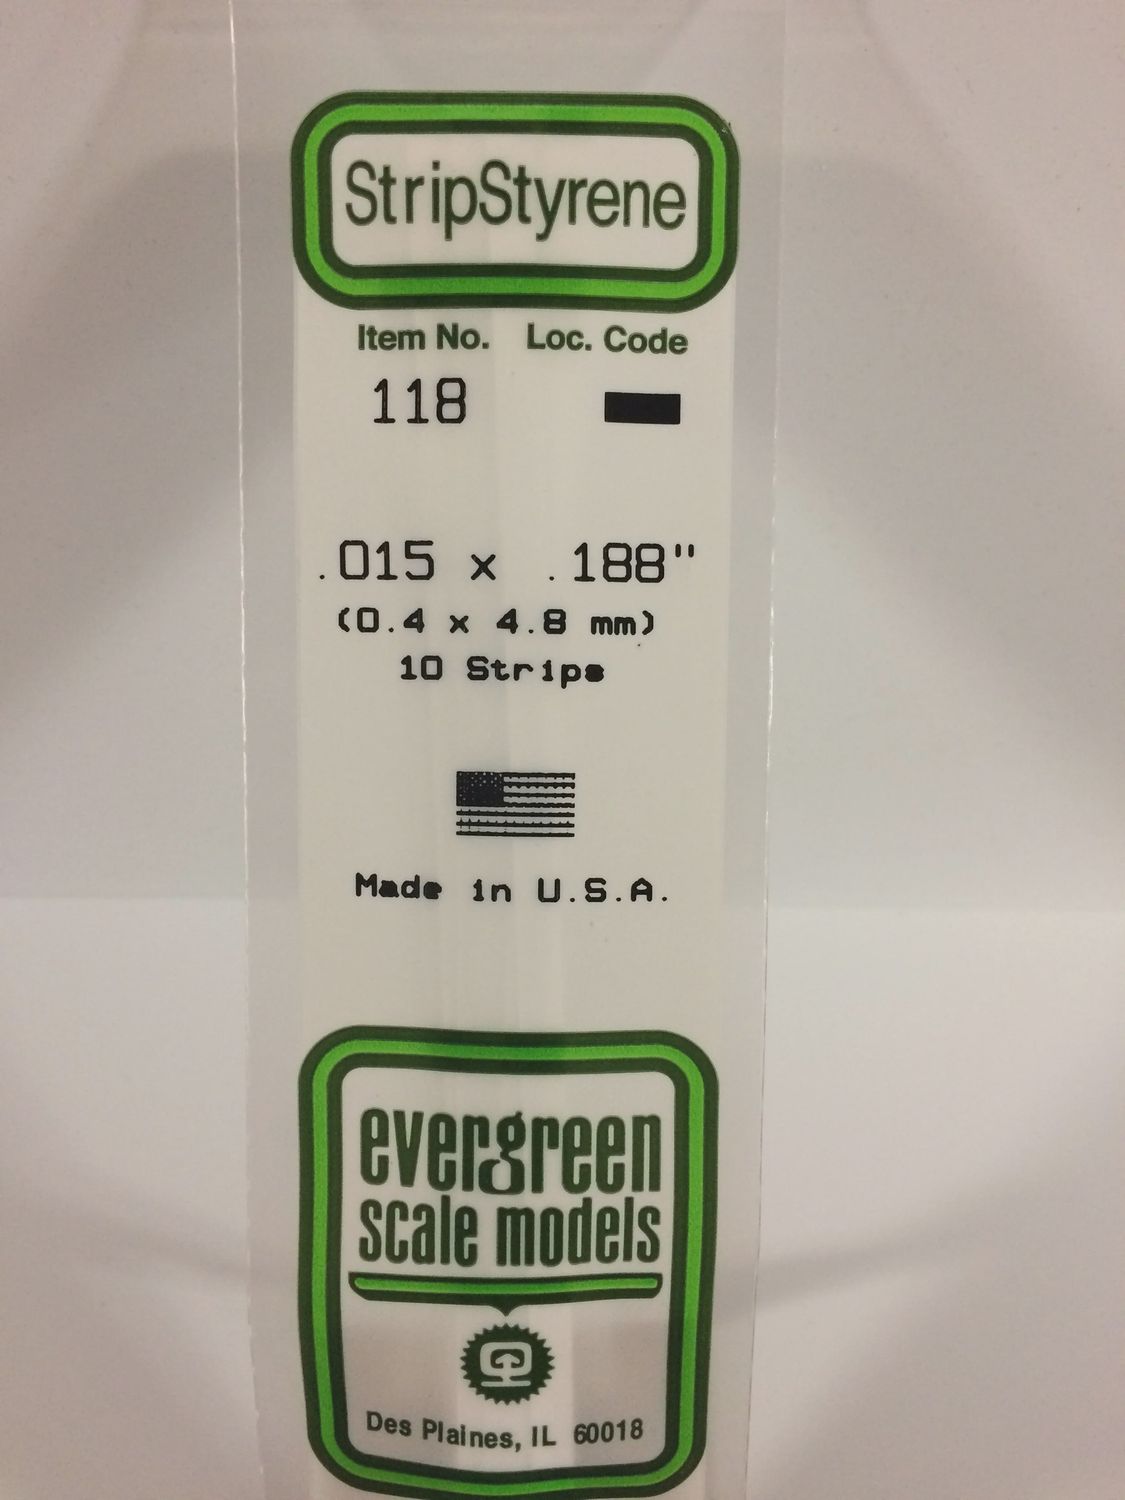 StripStyrene
Item No. Loc. Code
118
.015 x .188"
(0.4 x 4.8 mm)
10 Strips
Made in U.S.A.
evergreen
scale models
Des Plaines, IL 60018